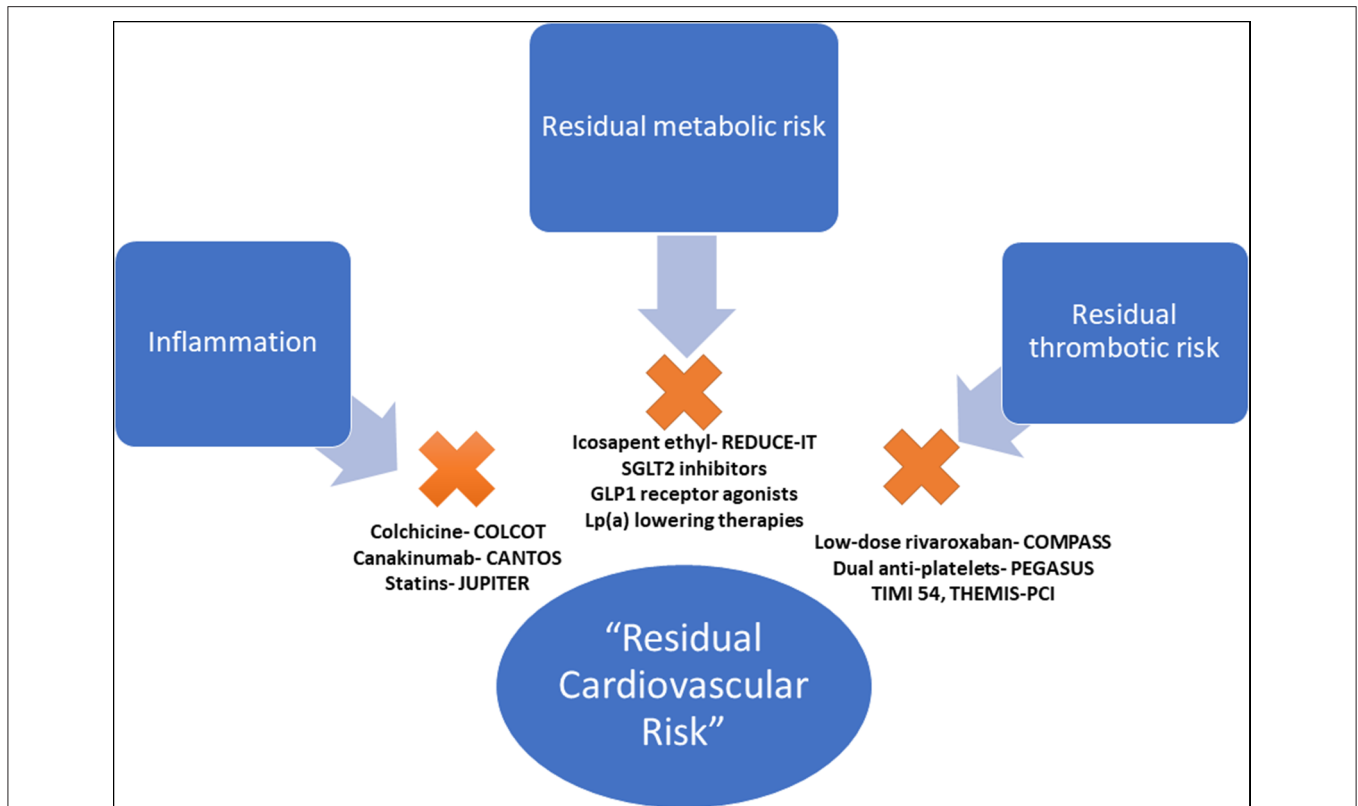 Residual metabolic risk
Inflammation
Residual
thrombotic risk
Icosapent ethyl- REDUCE-IT
SGLT2 inhibitors
GLP1 receptor agonists
Lp(a) lowering therapies
Colchicine- COLCOT
Canakinumab- CANTOS
Statins- JUPITER
Low-dose rivaroxaban- COMPASS
Dual anti-platelets- PEGASUS
TIMI 54, THEMIS-PCI
“Residual
Cardiovascular
Risk”